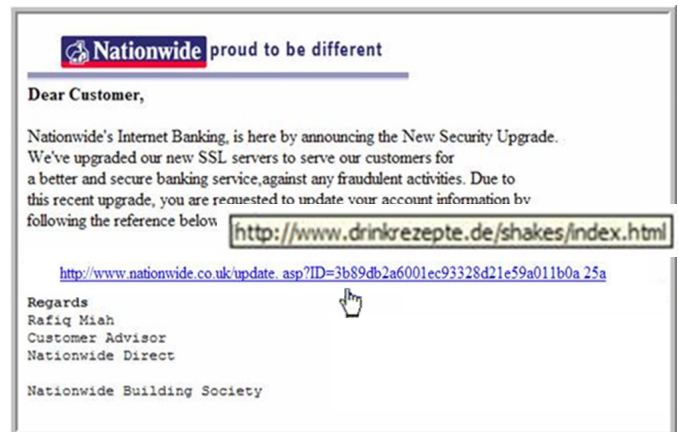 Nationwide proud to be different
Dear Customer,
Nationwide's Internet Banking, is here by announcing the New Security Upgrade.
We've upgraded our new SSL servers to serve our customers for
a better and secure banking service,against any fraudulent activities. Due to
this recent upgrade, you are requested to update your account information by
following the reference below
http://www.drinkrezepte.de/shakes/index.html
http://www.nationwide.co.uk/update. asp?ID=3b89db2a6001ec93328d21e59a011b0a 25a
Regards
Rafiq Miah
Customer Advisor
Nationwide Direct
Nationwide Building Society